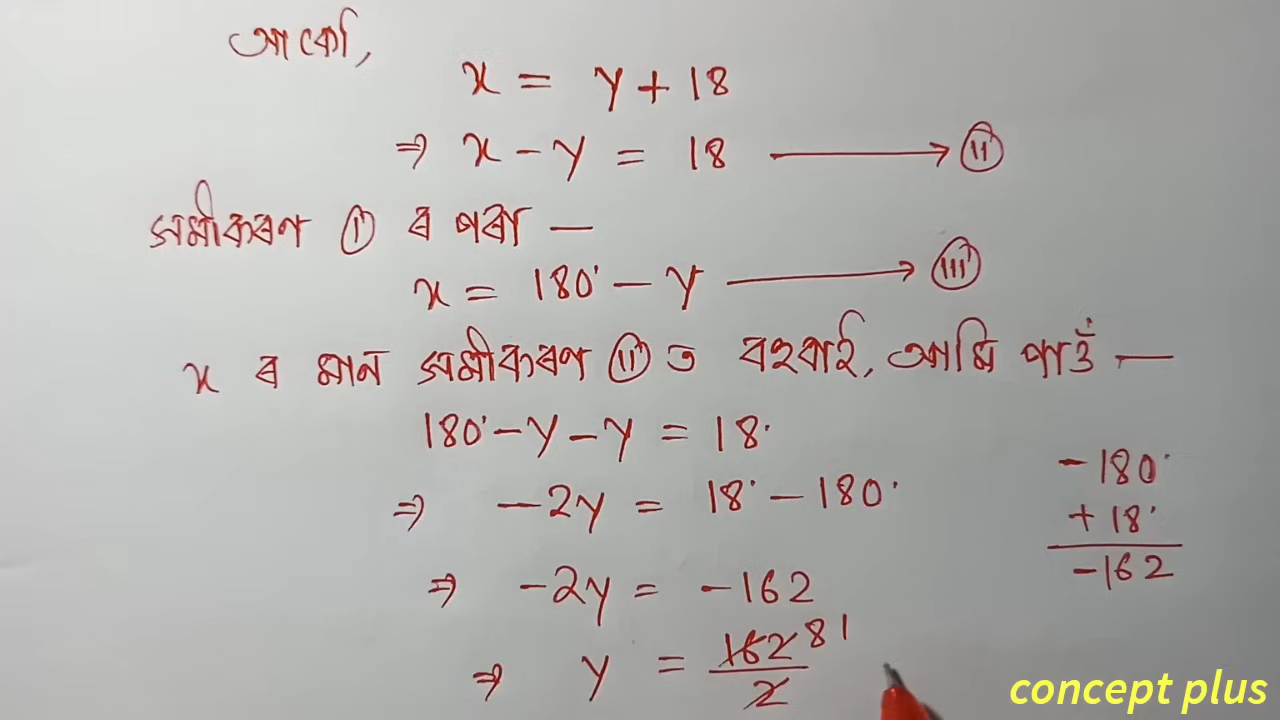 আকৌ,
x = y + 18
⇒ x - y = 18 ⟶ (ii)
সমীকৰণ (i) ৰ পৰা —
x = 180° - y ⟶ (iii)
x ৰ মান সমীকৰণ (ii) ত বহুৱাই, আমি পাওঁ —
180° - y - y = 18°
⇒ -2y = 18° - 180°
-180°
+ 18°
-162
⇒ -2y = -162
⇒ y = 162/2 81
concept plus